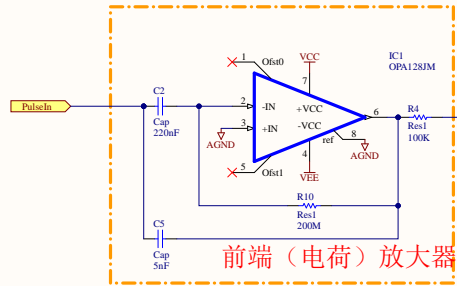 VCC
IC1
OPA128JM
1
Ofst0
7
C2
2
-IN
+VCC
6
R4
PulseIn
Cap
220nF
3
+IN
-VCC
ref
8
Res1
100K
AGND
AGND
4
5
Ofst1
VEE
R10
Res1
200M
C5
Cap
5nF
前端（电荷）放大器